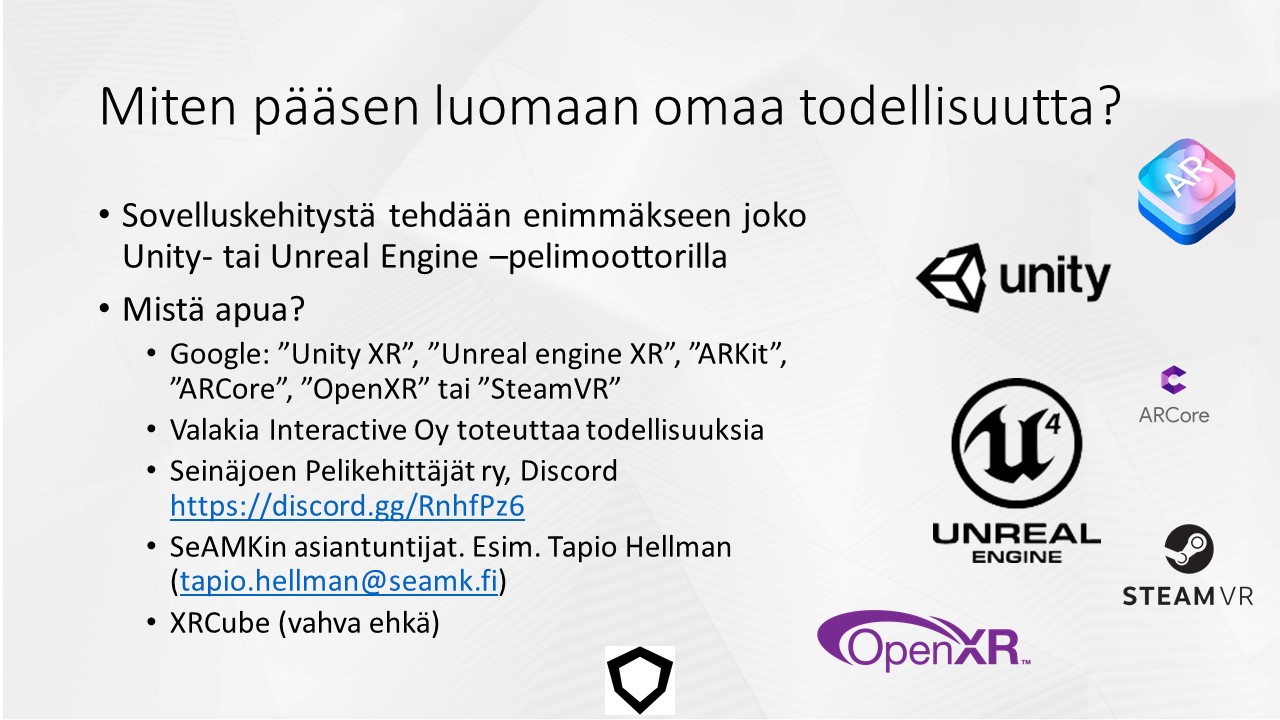 Miten pääsen luomaan omaa todellisuutta?
• Sovelluskehitystä tehdään enimmäkseen joko
Unity- tai Unreal Engine –pelimoottorilla
• Mistä apua?
• Google: ”Unity XR”, ”Unreal engine XR”, ”ARKit”,
”ARCore”, ”OpenXR” tai ”SteamVR”
• Valakia Interactive Oy toteuttaa todellisuuksia
• Seinäjoen Pelikehittäjät ry, Discord
https://discord.gg/RnhfPz6
• SeAMKin asiantuntijat. Esim. Tapio Hellman
(tapio.hellman@seamk.fi)
• XRCube (vahva ehkä)
AR
unity
ARCore
4
UNREAL
ENGINE
STEAM VR
OpenXR™